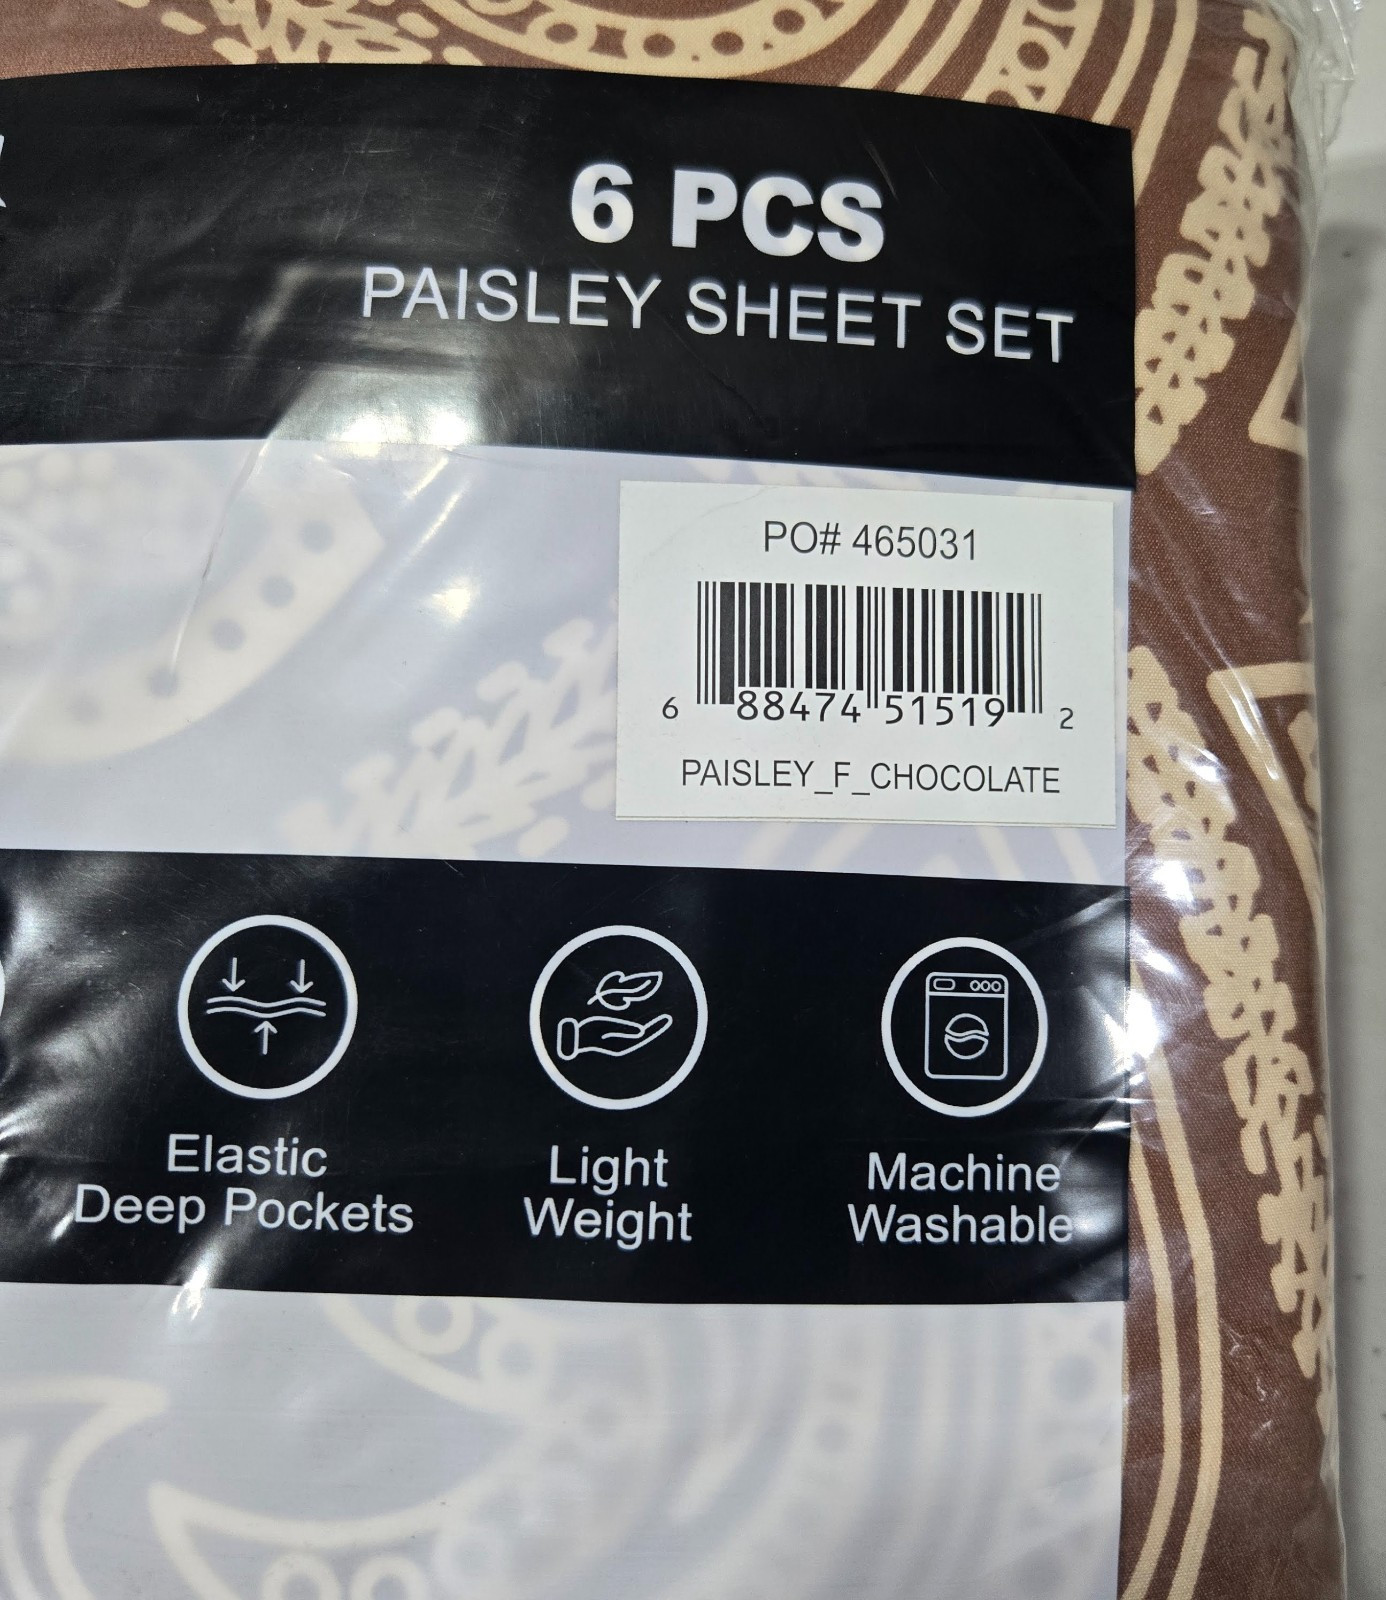 6 PCS
PAISLEY SHEET SET
PO# 465031
6 88474 51519 2
PAISLEY_F_CHOCOLATE
Elastic
Deep Pockets
Light
Weight
Machine
Washable